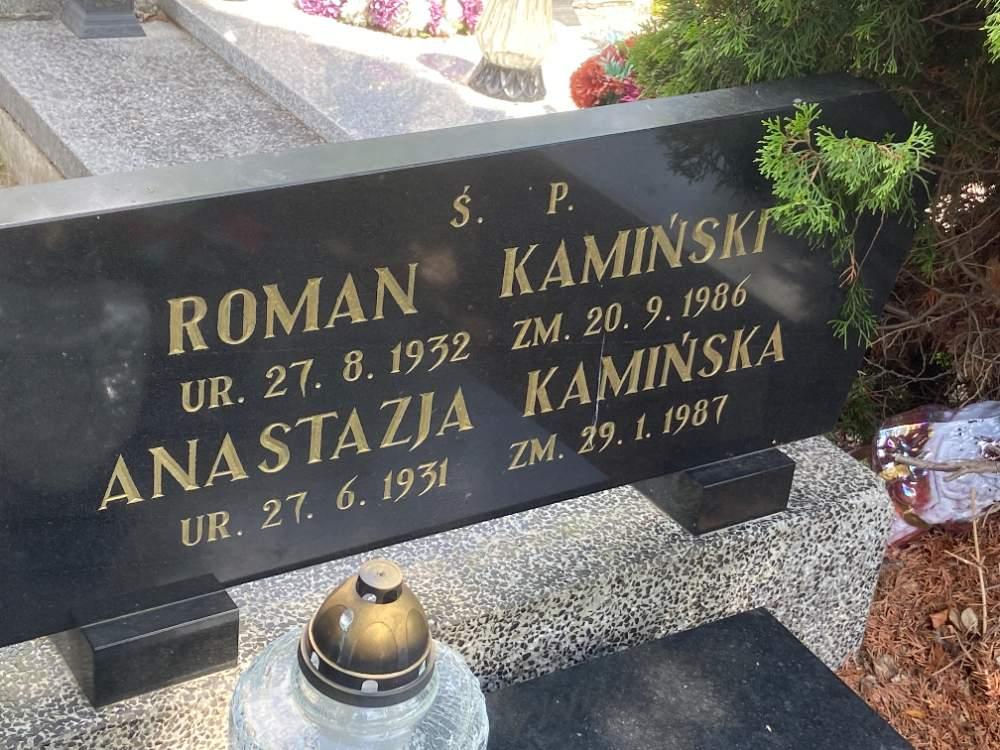 Ś. P.
ROMAN KAMIŃSKI
UR. 27. 8. 1932 ZM. 20. 9. 1986
ANASTAZJA KAMIŃSKA
UR. 27. 6. 1931 ZM. 29. 1. 1987